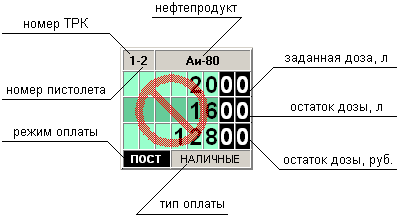 нефтепродукт
номер ТРК
1-2 Аи-80
заданная доза, л
2000
номер пистолета
1600
остаток дозы, л
режим оплаты
12800
остаток дозы, руб.
ПОСТ НАЛИЧНЫЕ
тип оплаты